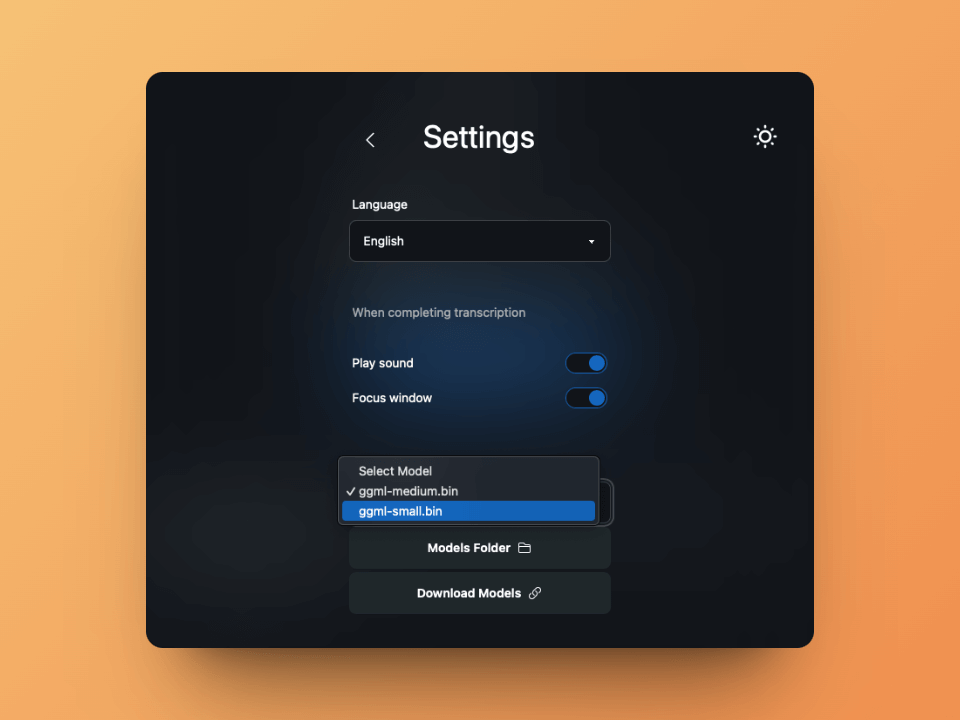 Settings
Language
English
When completing transcription
Play sound
Focus window
Select Model
✓ ggml-medium.bin
ggml-small.bin
Models Folder
Download Models